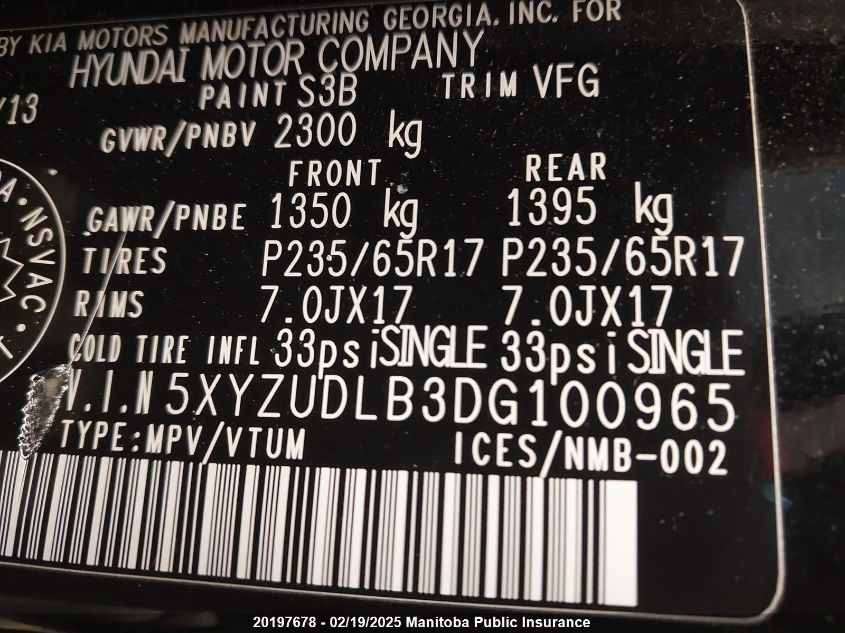 BY KIA MOTORS MANUFACTURING GEORGIA, INC. FOR
HYUNDAI MOTOR COMPANY
/13 PAINT S3B TRIM VFG
GVWR/PNBV 2300 kg
FRONT REAR
GAWR/PNBE 1350 kg 1395 kg
TIRES P235/65R17 P235/65R17
RIMS 7.0JX17 7.0JX17
COLD TIRE INFL 33psi SINGLE 33psi SINGLE
V.I.N 5XYZUDLB3DG100965
TYPE:MPV/VTUM ICES/NMB-002
NSVAC
20197678 - 02/19/2025 Manitoba Public Insurance